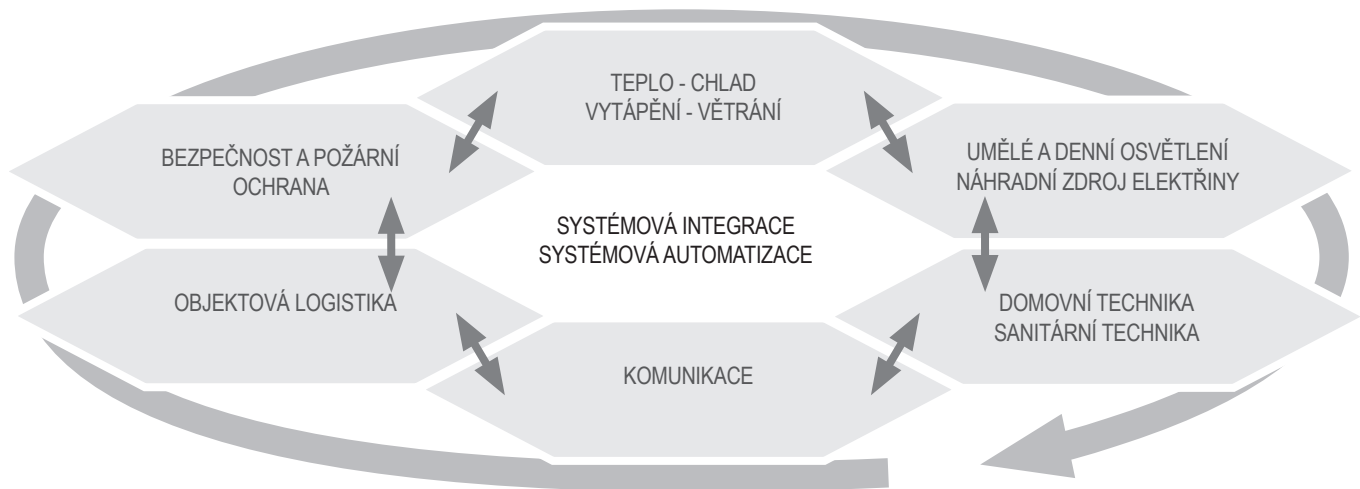 TEPLO - CHLAD
VYTÁPĚNÍ - VĚTRÁNÍ
BEZPEČNOST A POŽÁRNÍ
OCHRANA
UMĚLÉ A DENNÍ OSVĚTLENÍ
NÁHRADNÍ ZDROJ ELEKTŘINY
SYSTÉMOVÁ INTEGRACE
SYSTÉMOVÁ AUTOMATIZACE
OBJEKTOVÁ LOGISTIKA
DOMOVNÍ TECHNIKA
SANITÁRNÍ TECHNIKA
KOMUNIKACE